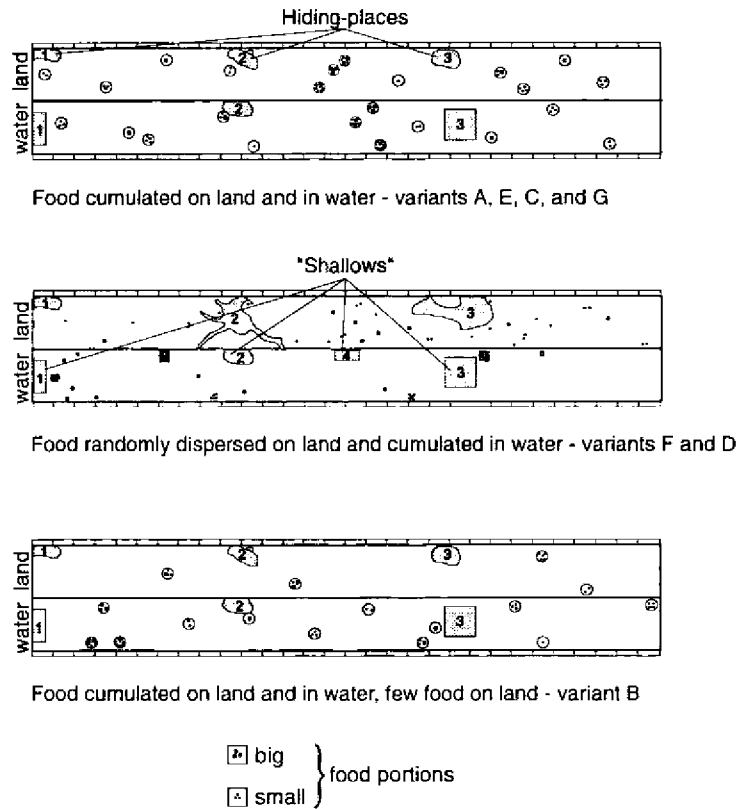 Hiding-places
land
1 2 3
water
1 2 3
Food cumulated on land and in water - variants A, E, C, and G
"Shallows"
land
1 2 3
water
1 2 4 3
Food randomly dispersed on land and cumulated in water - variants F and D
land
1 2 3
water
1 2 3
Food cumulated on land and in water, few food on land - variant B
big
small
food portions